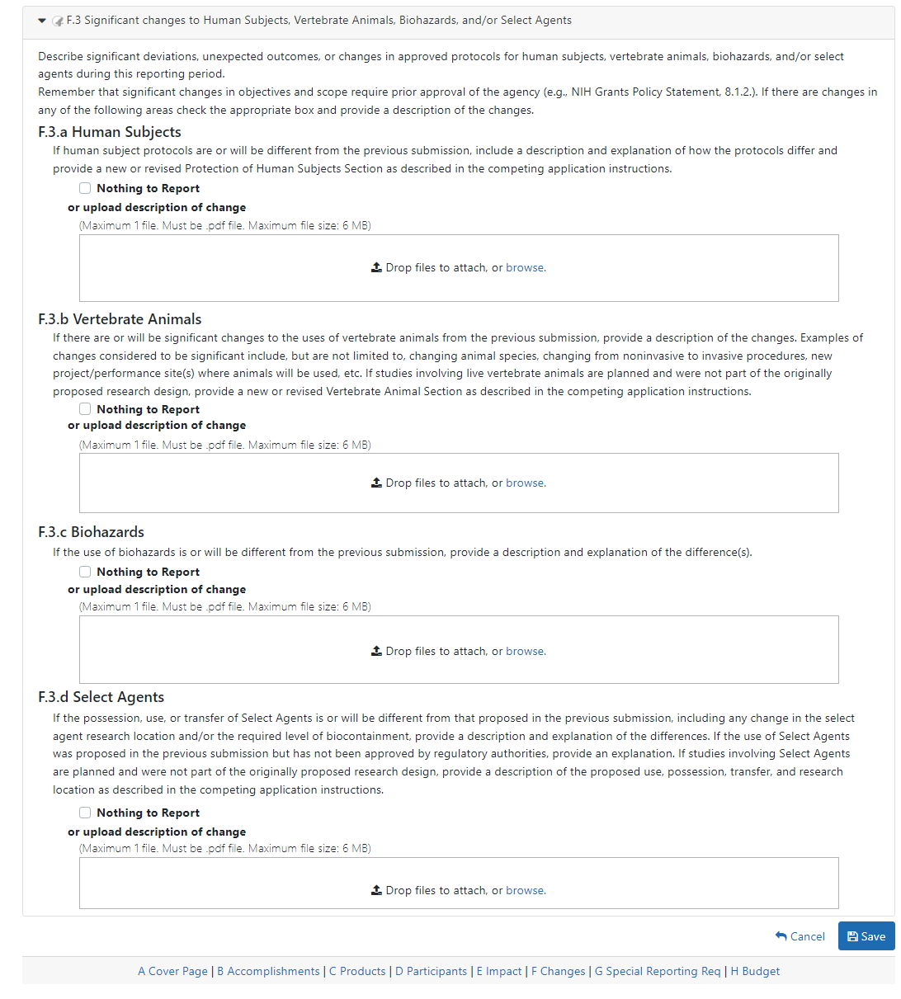 F.3 Significant changes to Human Subjects, Vertebrate Animals, Biohazards, and/or Select Agents
Describe significant deviations, unexpected outcomes, or changes in approved protocols for human subjects, vertebrate animals, biohazards, and/or select
agents during this reporting period.
Remember that significant changes in objectives and scope require prior approval of the agency (e.g., NIH Grants Policy Statement, 8.1.2.). If there are changes in
any of the following areas check the appropriate box and provide a description of the changes.
F.3.a Human Subjects
If human subject protocols are or will be different from the previous submission, include a description and explanation of how the protocols differ and
provide a new or revised Protection of Human Subjects Section as described in the competing application instructions.
Nothing to Report
or upload description of change
(Maximum 1 file. Must be .pdf file. Maximum file size: 6 MB)
Drop files to attach, or browse.
F.3.b Vertebrate Animals
If there are or will be significant changes to the uses of vertebrate animals from the previous submission, provide a description of the changes. Examples of
changes considered to be significant include, but are not limited to, changing animal species, changing from noninvasive to invasive procedures, new
project/performance site(s) where animals will be used, etc. If studies involving live vertebrate animals are planned and were not part of the originally
proposed research design, provide a new or revised Vertebrate Animal Section as described in the competing application instructions.
Nothing to Report
or upload description of change
(Maximum 1 file. Must be .pdf file. Maximum file size: 6 MB)
Drop files to attach, or browse.
F.3.c Biohazards
If the use of biohazards is or will be different from the previous submission, provide a description and explanation of the difference(s).
Nothing to Report
or upload description of change
(Maximum 1 file. Must be .pdf file. Maximum file size: 6 MB)
Drop files to attach, or browse.
F.3.d Select Agents
If the possession, use, or transfer of Select Agents is or will be different from that proposed in the previous submission, including any change in the select
agent research location and/or the required level of biocontainment, provide a description and explanation of the differences. If the use of Select Agents
was proposed in the previous submission but has not been approved by regulatory authorities, provide an explanation. If studies involving Select Agents
are planned and were not part of the originally proposed research design, provide a description of the proposed use, possession, transfer, and research
location as described in the competing application instructions.
Nothing to Report
or upload description of change
(Maximum 1 file. Must be .pdf file. Maximum file size: 6 MB)
Drop files to attach, or browse.
Cancel Save
A Cover Page | B Accomplishments | C Products | D Participants | E Impact | F Changes | G Special Reporting Req | H Budget